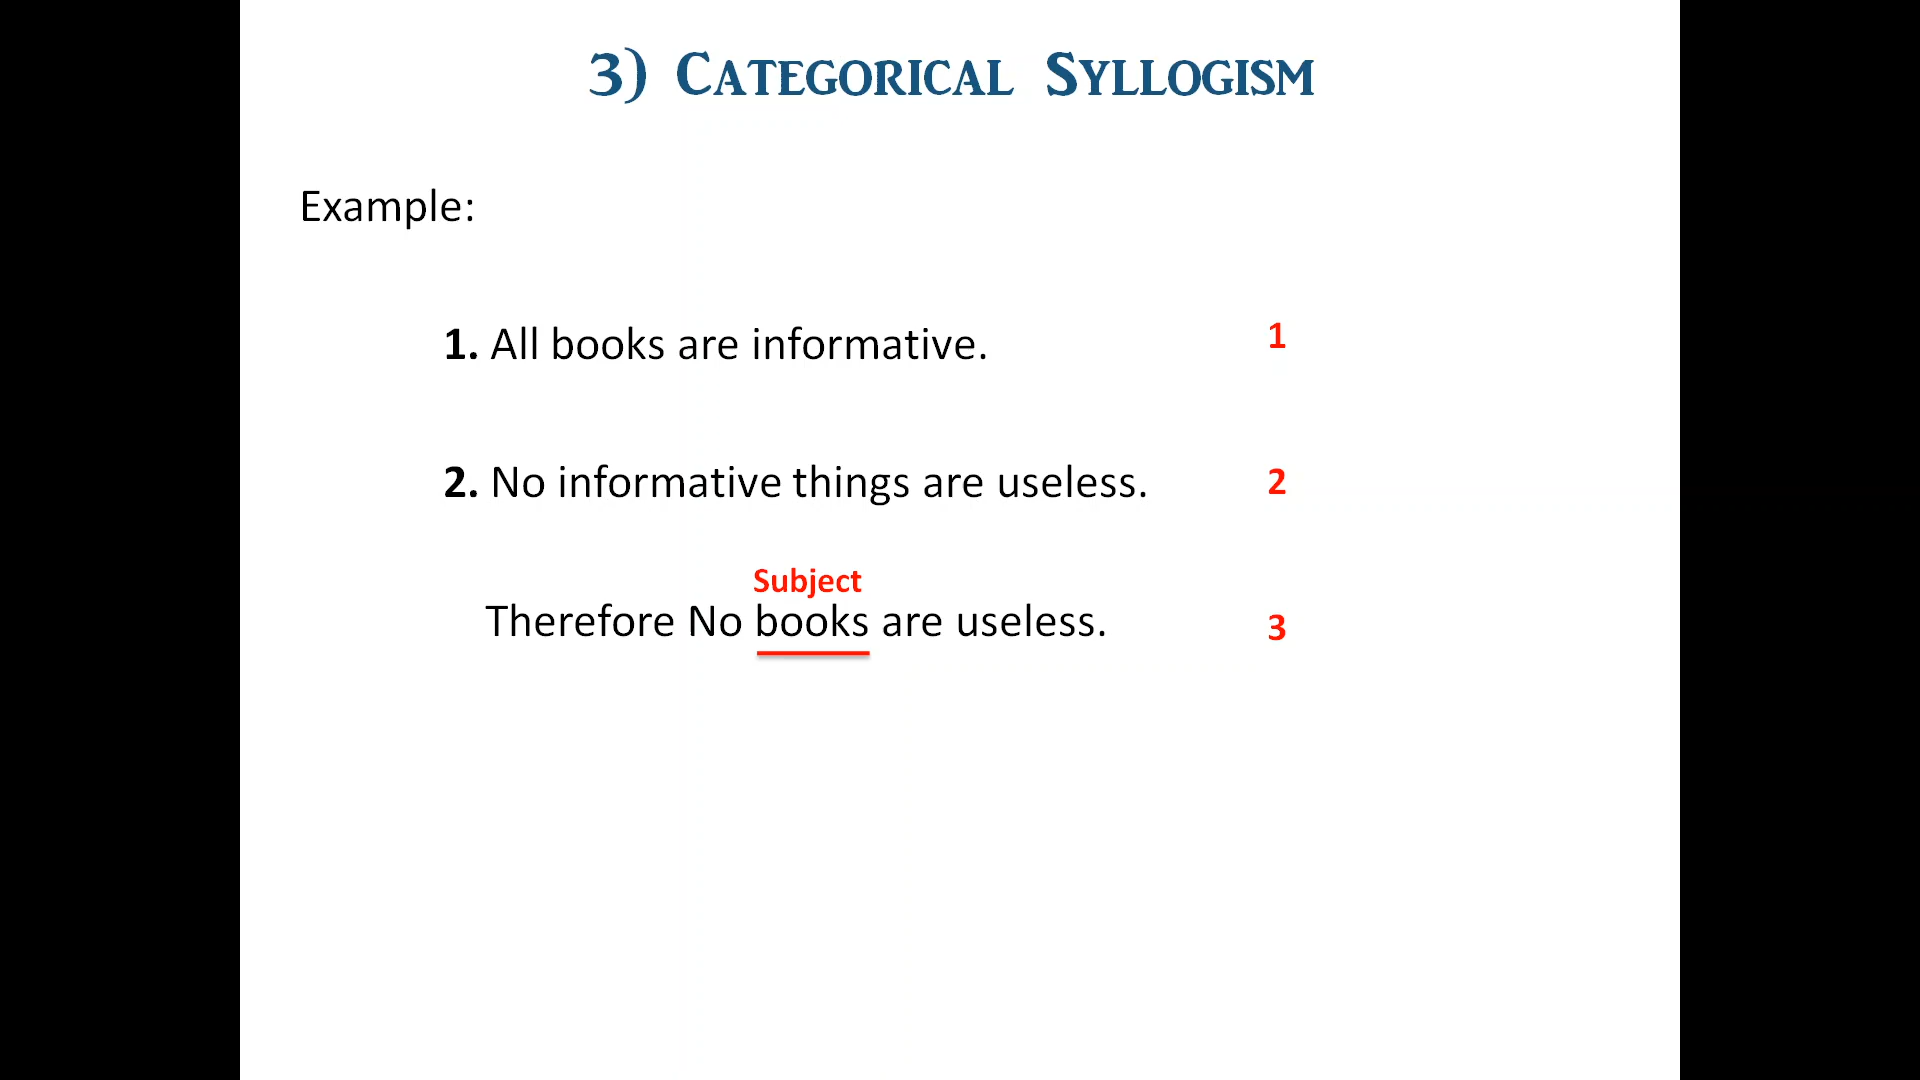 3) Categorical Syllogism
Example:
1. All books are informative. 1
2. No informative things are useless. 2
Subject
Therefore No books are useless. 3